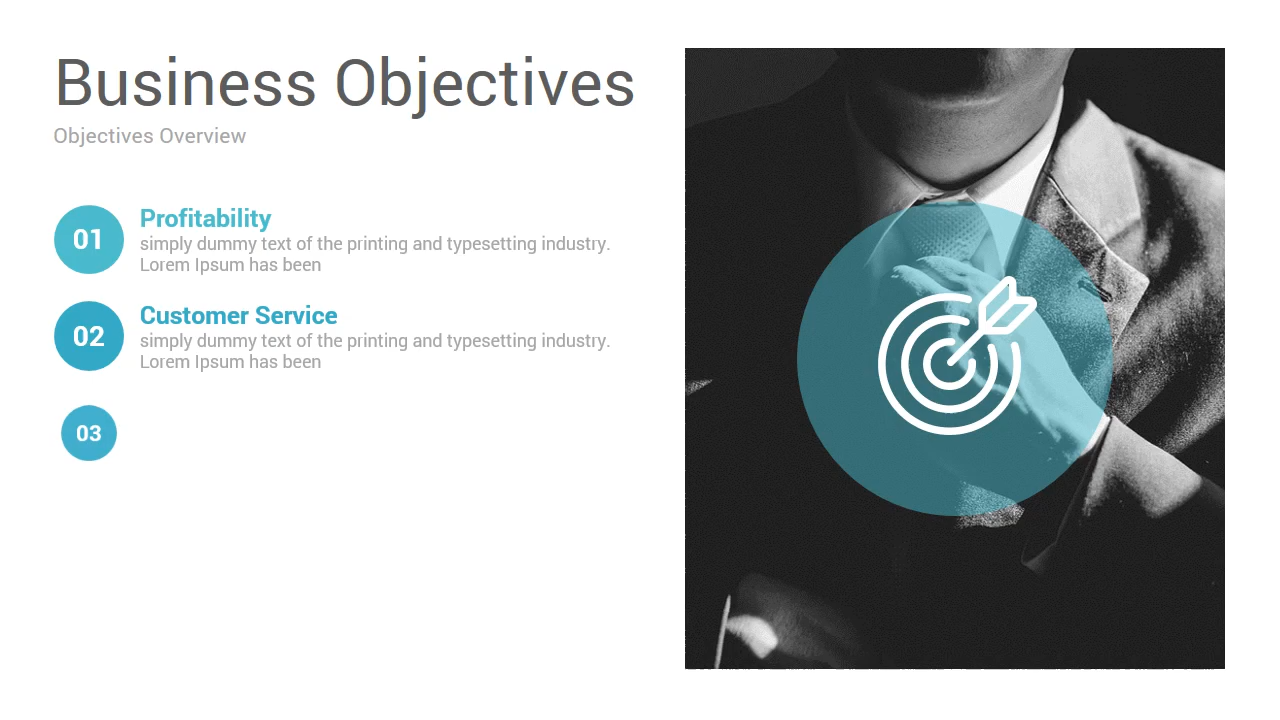 Business Objectives
Objectives Overview
01
Profitability
simply dummy text of the printing and typesetting industry.
Lorem Ipsum has been
02
Customer Service
simply dummy text of the printing and typesetting industry.
Lorem Ipsum has been
03